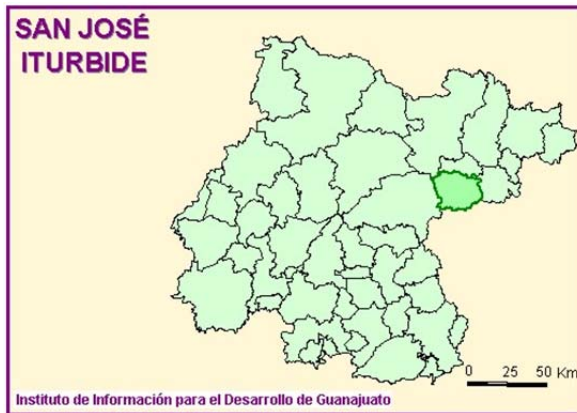 SAN JOSÉ
ITURBIDE
0 25 50 Km
Instituto de Información para el Desarrollo de Guanajuato